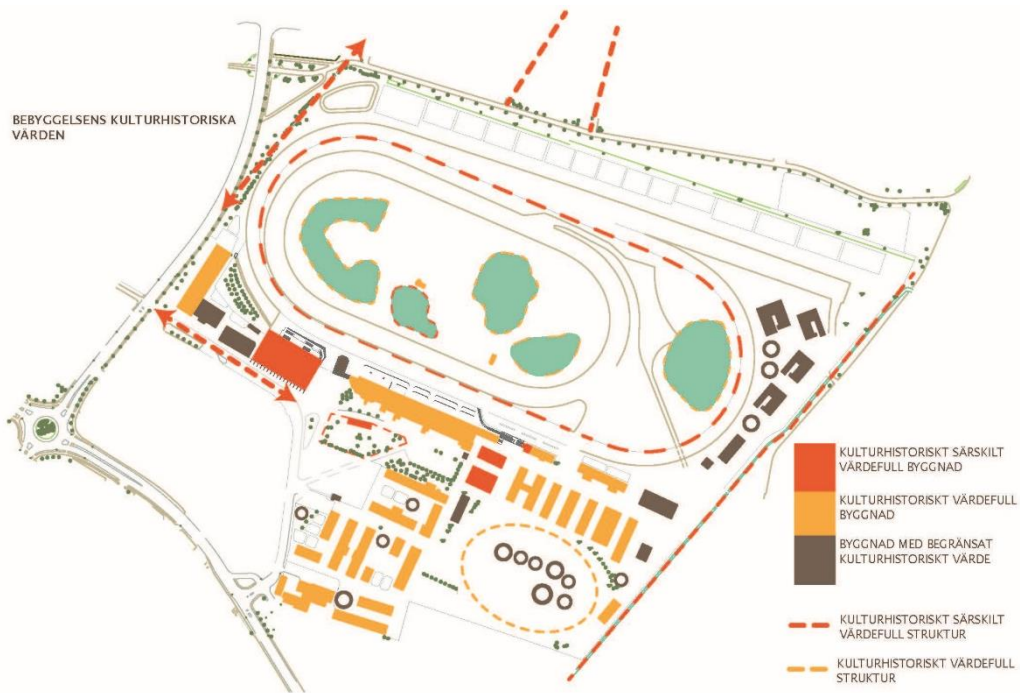 BEBYGGELSENS KULTURHISTORISKA
VÄRDEN
KULTURHISTORISKT SÄRSKILT
VÄRDEFULL BYGGNAD
KULTURHISTORISKT VÄRDEFULL
BYGGNAD
BYGGNAD MED BEGRÄNSAT
KULTURHISTORISKT VÄRDE
KULTURHISTORISKT SÄRSKILT
VÄRDEFULL STRUKTUR
KULTURHISTORISKT VÄRDEFULL
STRUKTUR